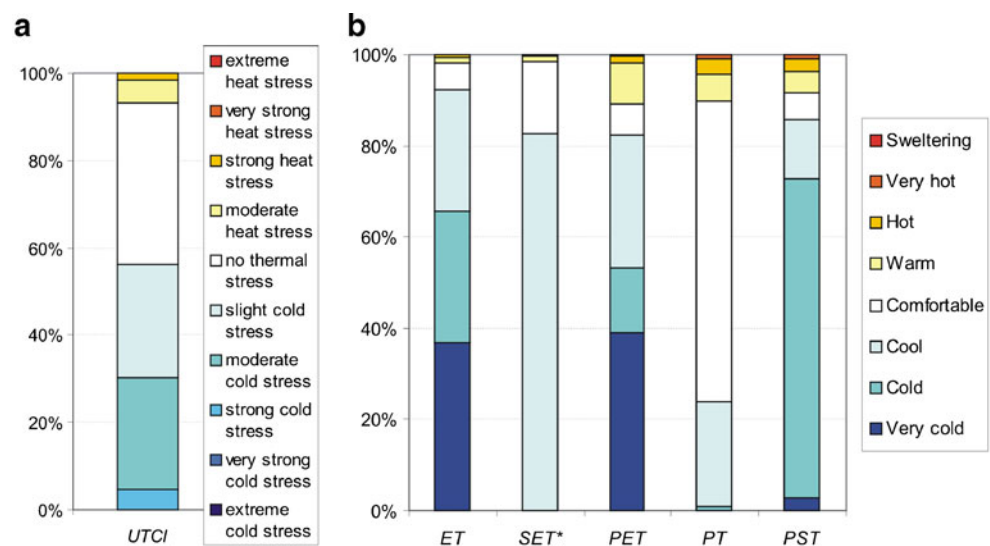 a
100%
80%
60%
40%
20%
0%
UTCI
extreme
heat stress
very strong
heat stress
strong heat
stress
moderate
heat stress
no thermal
stress
slight cold
stress
moderate
cold stress
strong cold
stress
very strong
cold stress
extreme
cold stress
b
100%
80%
60%
40%
20%
0%
ET
SET*
PET
PT
PST
Sweltering
Very hot
Hot
Warm
Comfortable
Cool
Cold
Very cold